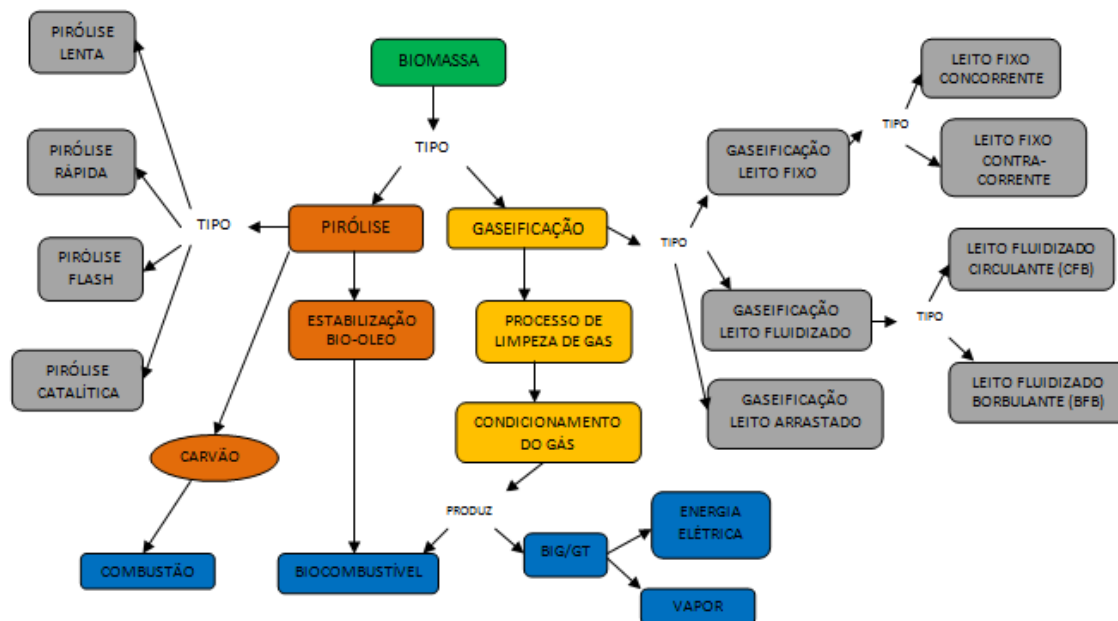 PIRÓLISE
LENTA
BIOMASSA
LEITO FIXO
CONCORRENTE
TIPO
PIRÓLISE
RÁPIDA
TIPO
GASEIFICAÇÃO
LEITO FIXO
LEITO FIXO
CONTRA-
CORRENTE
TIPO
PIRÓLISE
GASEIFICAÇÃO
TIPO
PIRÓLISE
FLASH
LEITO FLUIDIZADO
CIRCULANTE (CFB)
ESTABILIZAÇÃO
BIO-OLEO
PROCESSO DE
LIMPEZA DE GAS
GASEIFICAÇÃO
LEITO FLUIDIZADO
TIPO
PIRÓLISE
CATALÍTICA
GASEIFICAÇÃO
LEITO ARRASTADO
LEITO FLUIDIZADO
BORBULANTE (BFB)
CONDICIONAMENTO
DO GÁS
CARVÃO
PRODUZ
ENERGIA
ELÉTRICA
COMBUSTÃO
BIOCOMBUSTÍVEL
BIG/GT
VAPOR